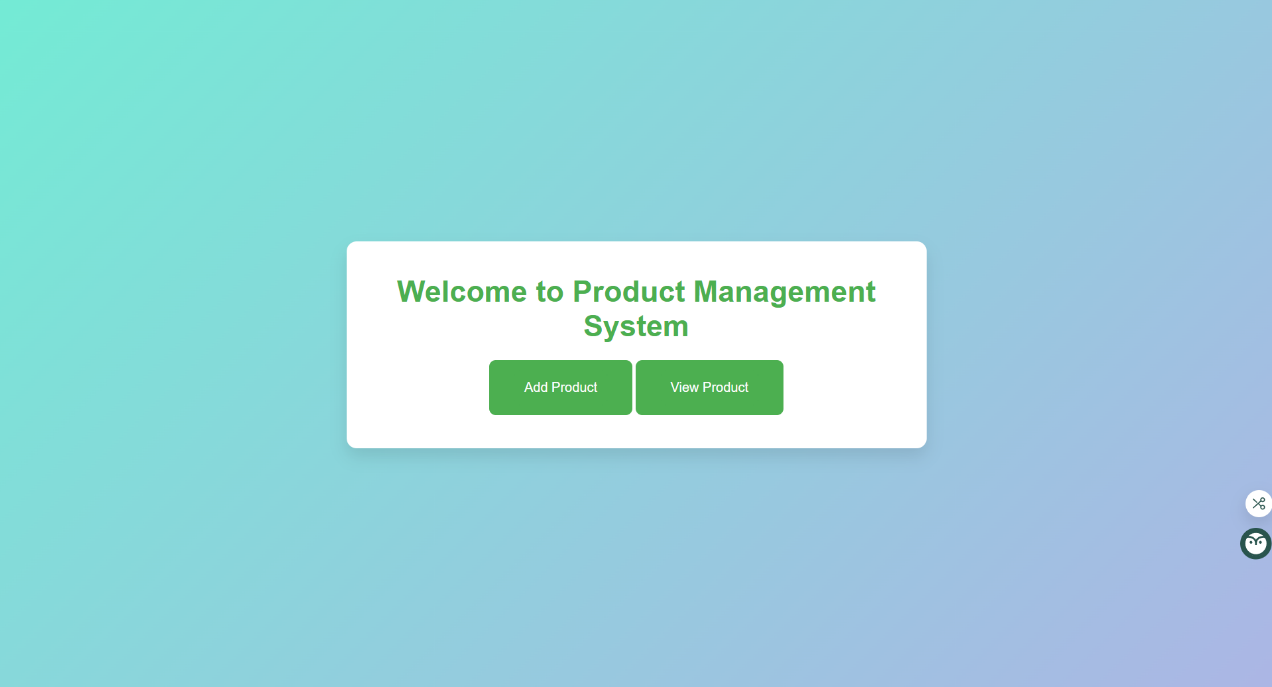 Welcome to Product Management
System
Add Product
View Product